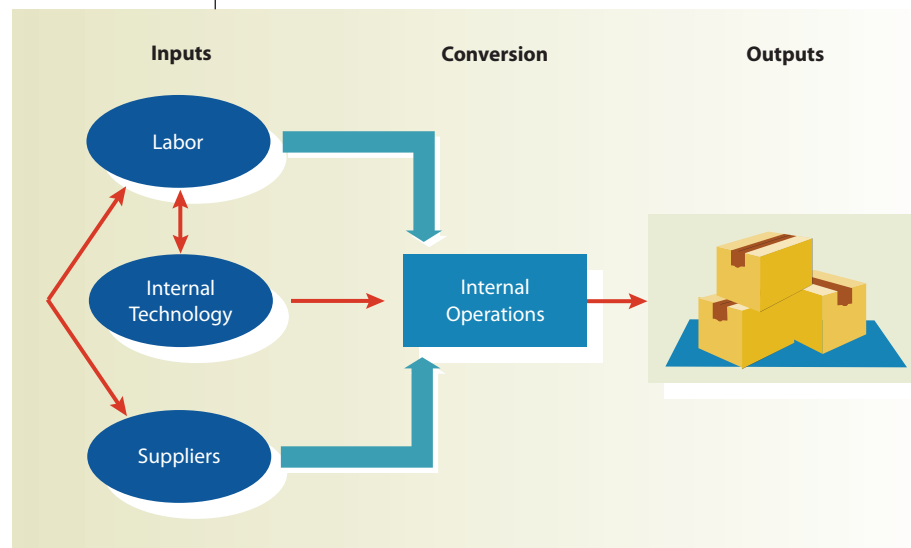 Inputs
Conversion
Outputs
Labor
Internal
Technology
Internal
Operations
Suppliers